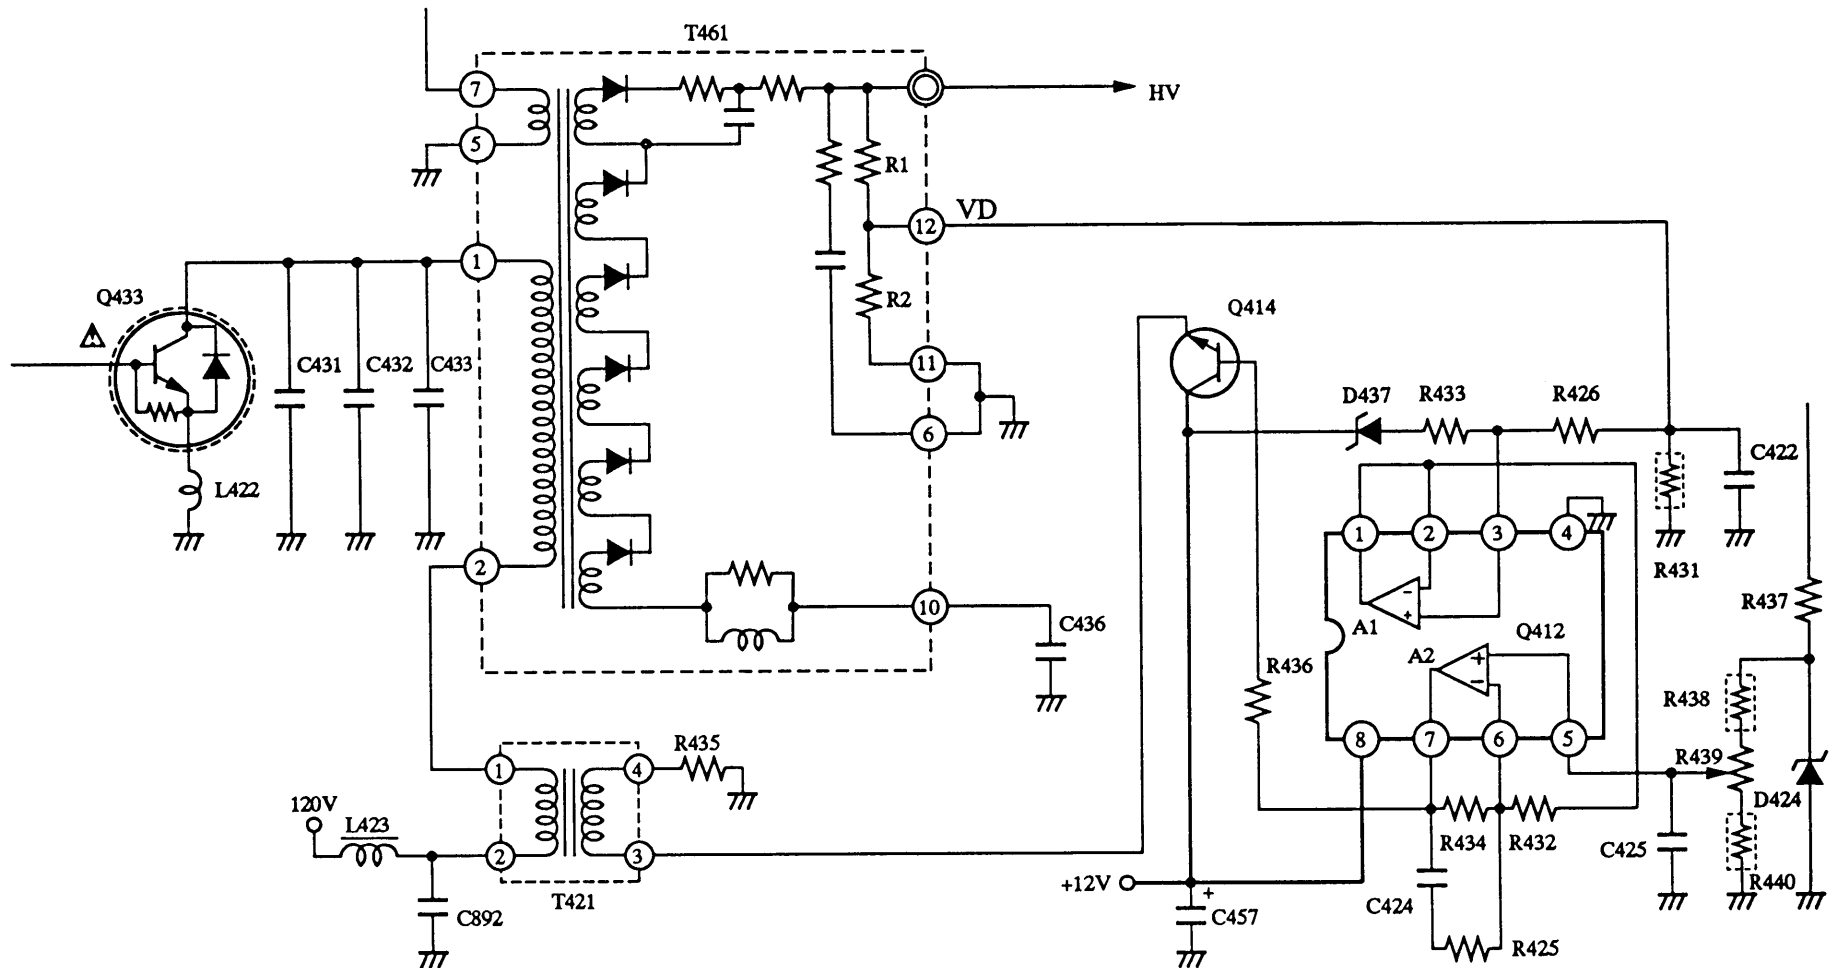 T461
7
HV
5
R1
12
VD
1
R2
Q433
Q414
11
C431
C432
C433
D437
R433
R426
6
C422
L422
1
2
3
4
2
R431
R437
10
C436
A1
-
+
Q412
A2
+
-
R436
R438
8
7
6
5
R435
1
4
R439
120V
D424
L423
R434
R432
2
3
C425
+12V
+
R440
T421
C892
C457
C424
R425